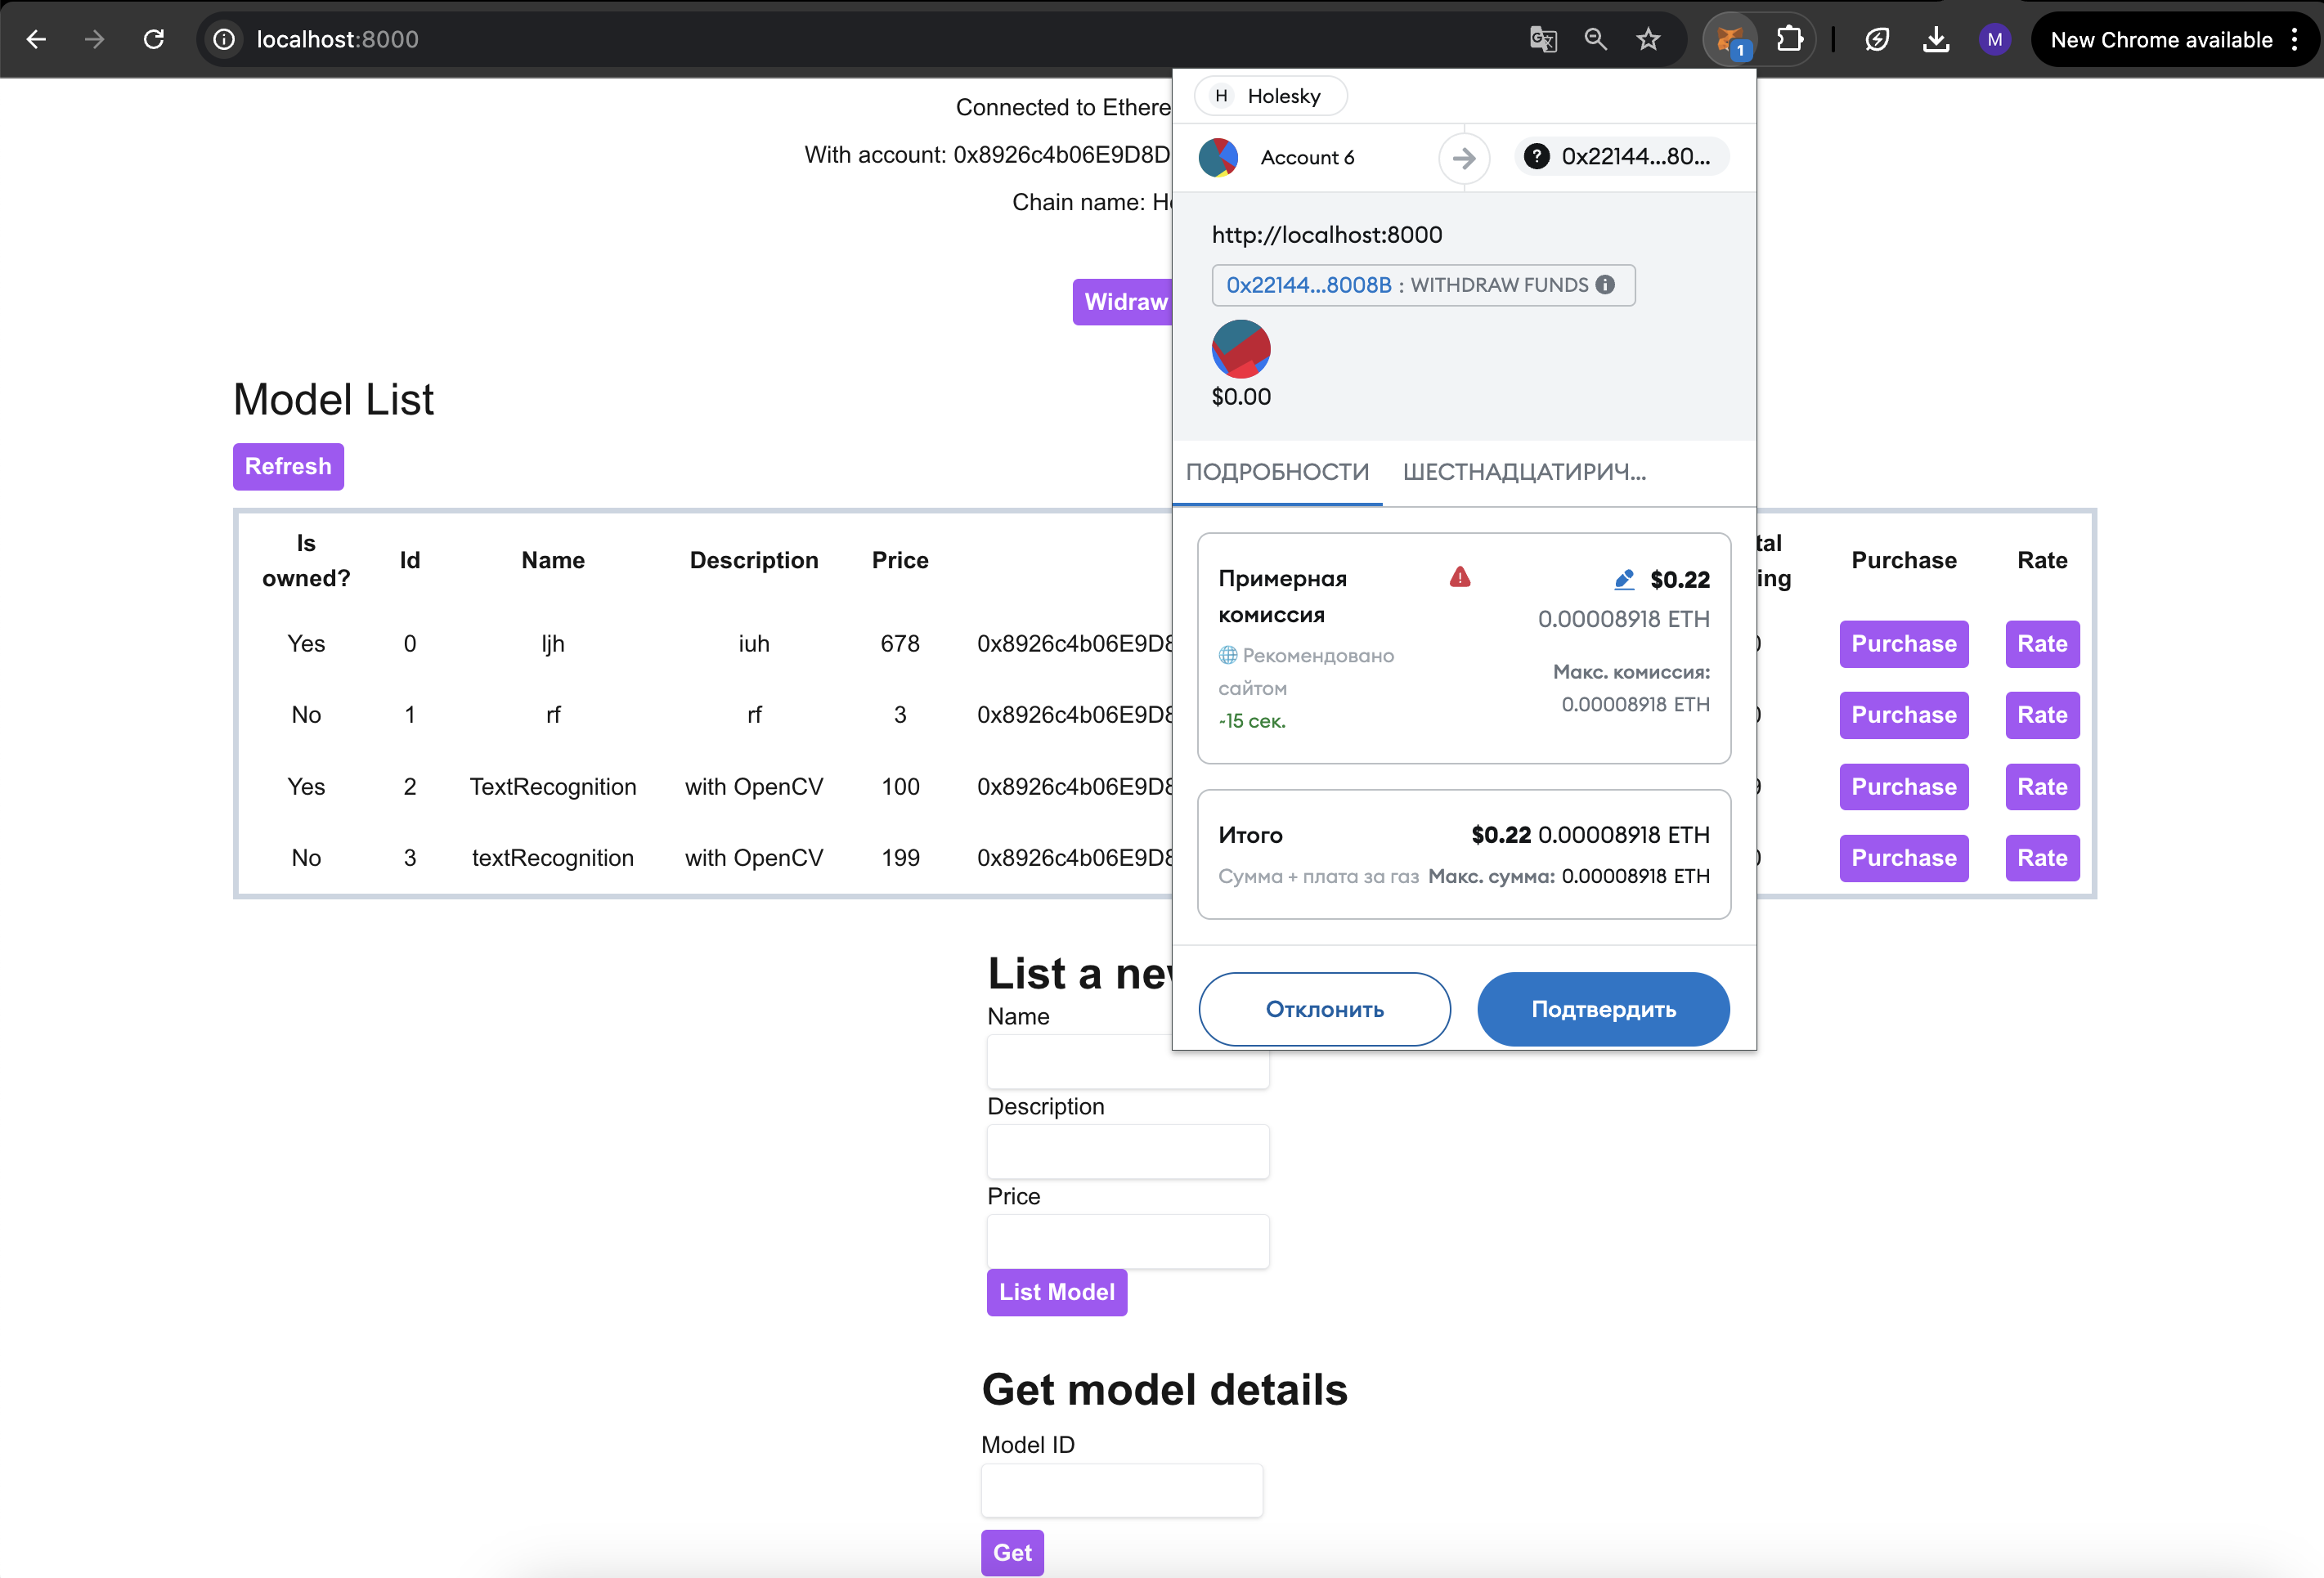 localhost:8000
1
M
New Chrome available
Connected to Ethere
With account: 0x8926c4b06E9D8D
Chain name: H
Widraw
Model List
Refresh
Is owned? Id Name Description Price tal ing Purchase Rate
Yes 0 ljh iuh 678 0x8926c4b06E9D8 Purchase Rate
No 1 rf rf 3 0x8926c4b06E9D8 Purchase Rate
Yes 2 TextRecognition with OpenCV 100 0x8926c4b06E9D8 Purchase Rate
No 3 textRecognition with OpenCV 199 0x8926c4b06E9D8 Purchase Rate
List a ne
Name
Description
Price
List Model
Get model details
Model ID
Get
H Holesky
Account 6
? 0x22144...80...
http://localhost:8000
0x22144...8008B : WITHDRAW FUNDS
$0.00
ПОДРОБНОСТИ ШЕСТНАДЦАТИРИЧ...
Примерная
комиссия
$0.22
0.00008918 ETH
Рекомендовано
сайтом
~15 сек.
Макс. комиссия:
0.00008918 ETH
Итого $0.22 0.00008918 ETH
Сумма + плата за газ Макс. сумма: 0.00008918 ETH
Отклонить Подтвердить